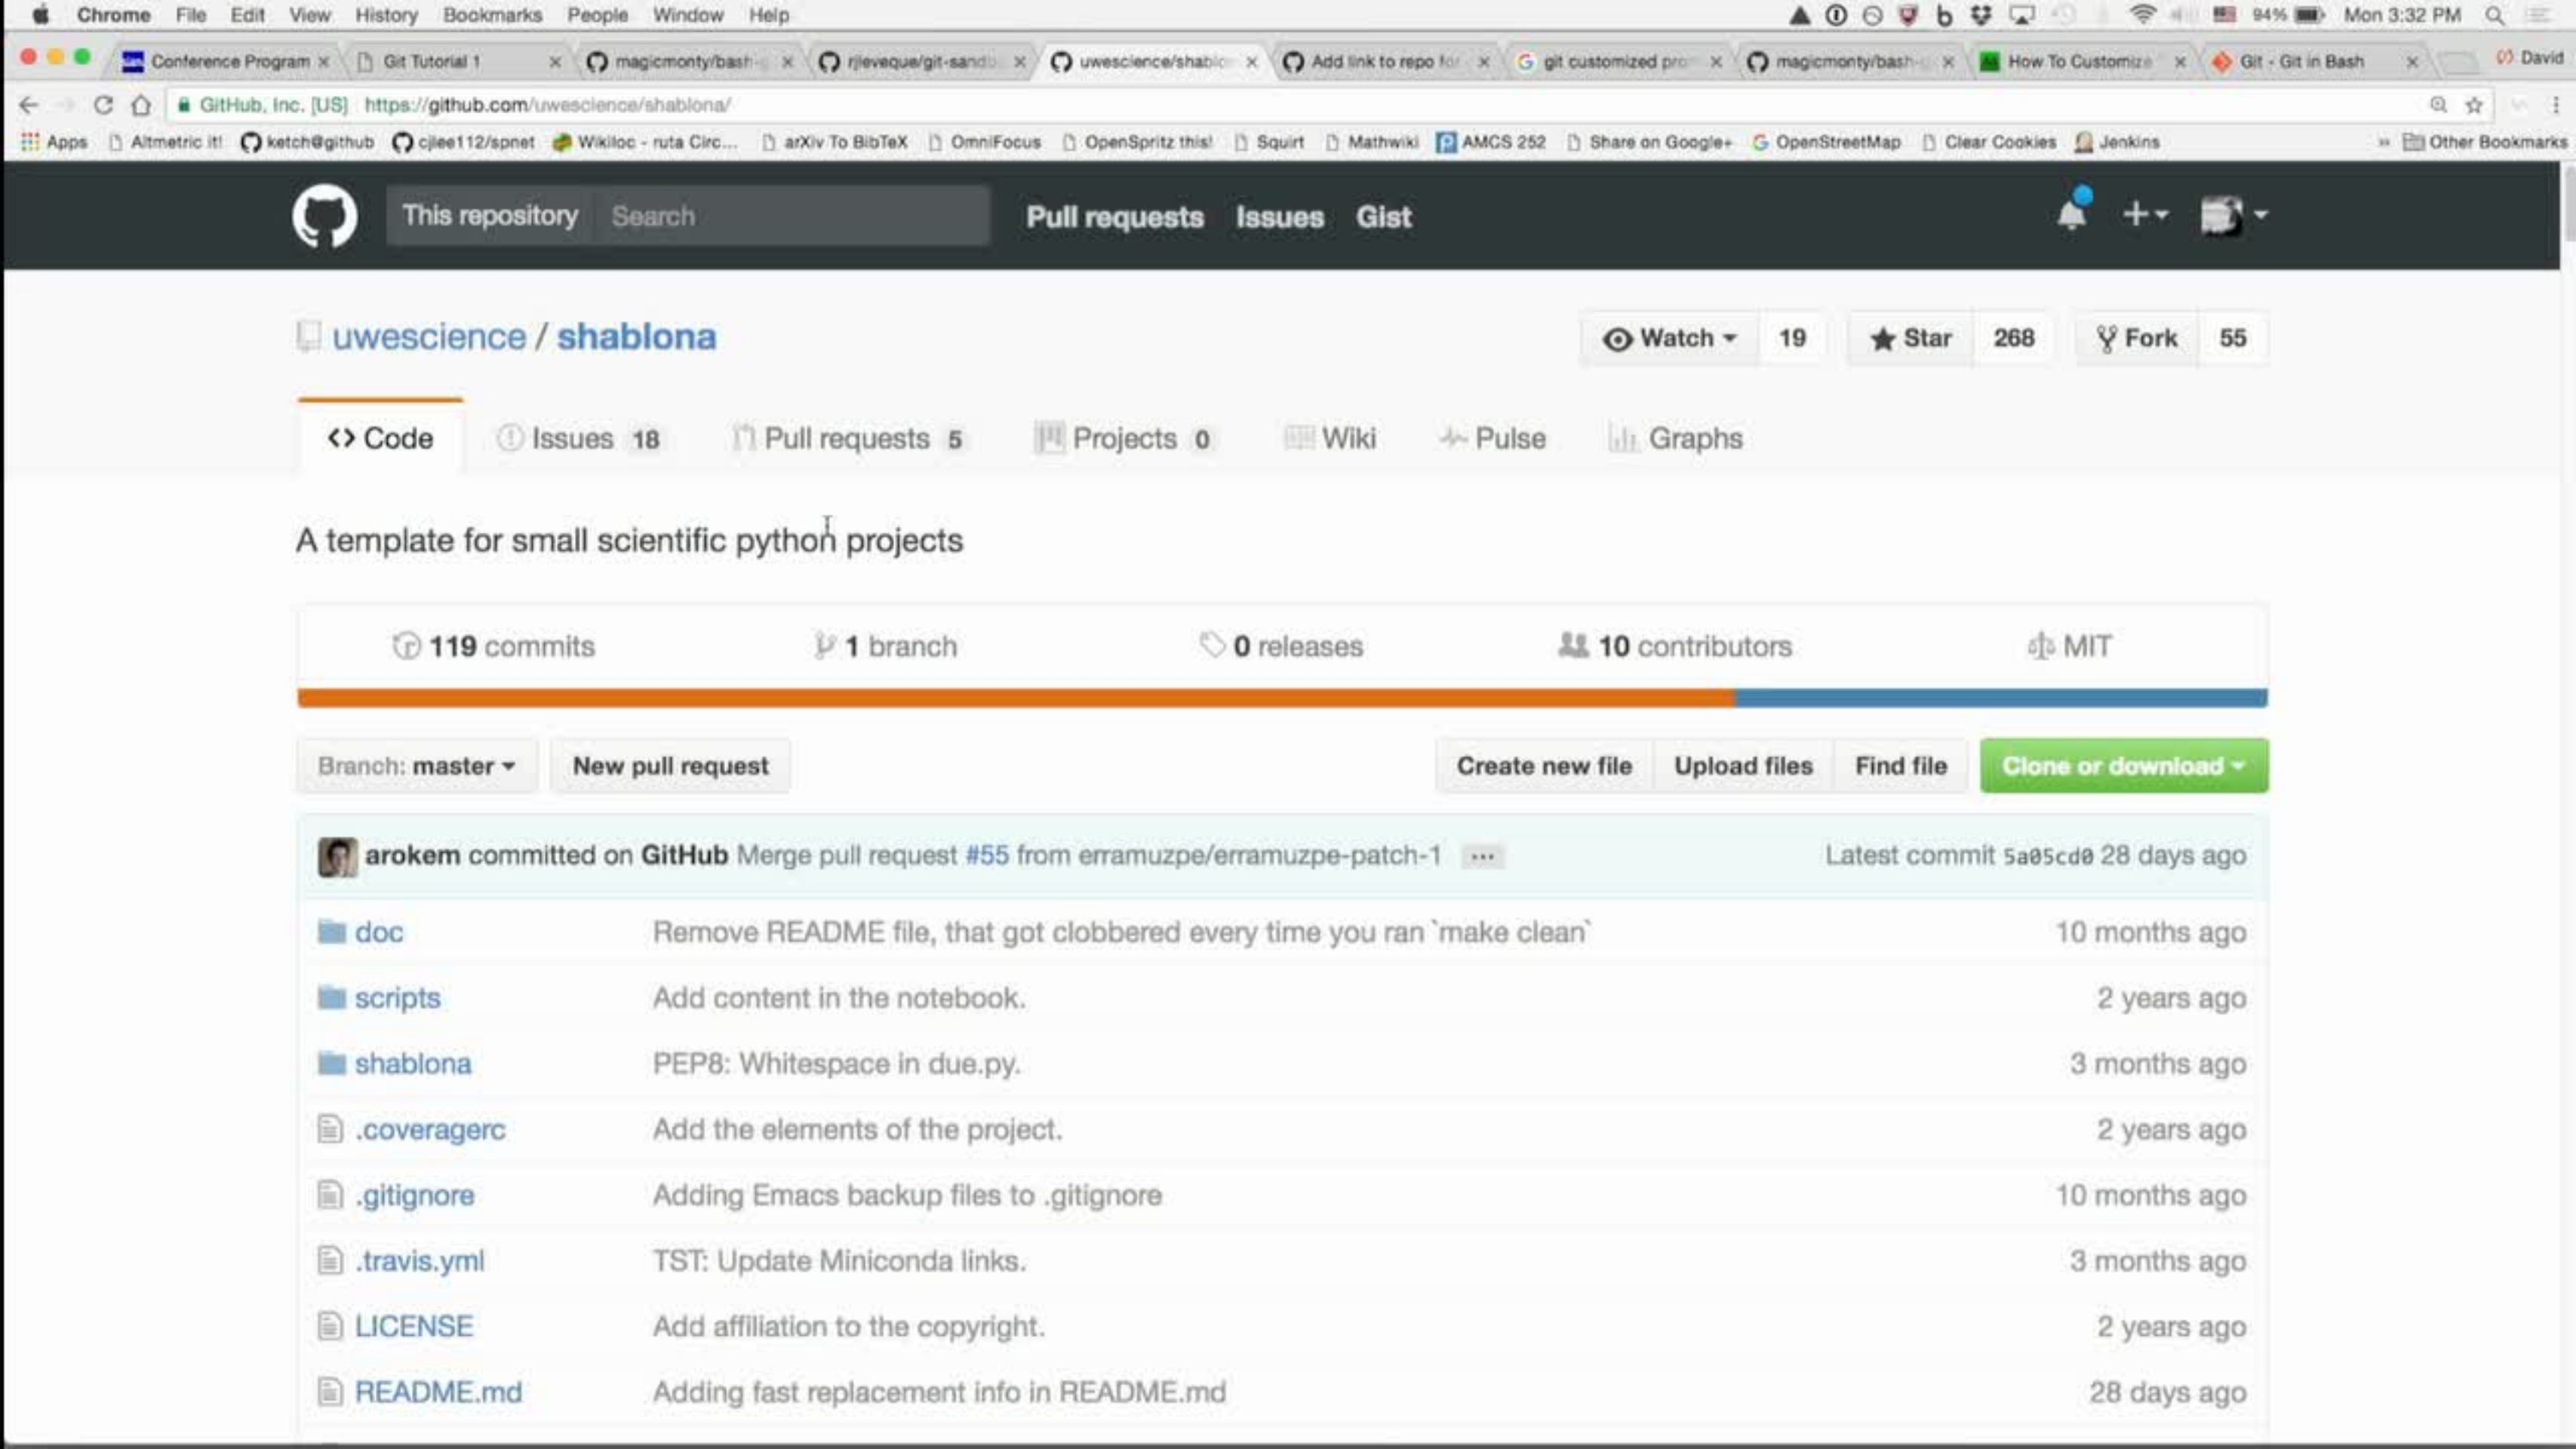 Chrome File Edit View History Bookmarks People Window Help 94% Mon 3:32 PM
Conference Program Git Tutorial 1 magicmonty/bash- rjleveque/git-sandb uwescience/shablon Add link to repo for git customized pro magicmonty/bash- How To Customize Git - Git in Bash David
GitHub, Inc. [US] https://github.com/uwescience/shablona/
Apps Altmetric it! ketch@github cjlee112/spnet Wikiloc - ruta Circ... arXiv To BibTeX OmniFocus OpenSpritz this! Squirt Mathwiki AMCS 252 Share on Google+ OpenStreetMap Clear Cookies Jenkins » Other Bookmarks
This repository Search Pull requests Issues Gist
uwescience / shablona Watch 19 Star 268 Fork 55
<> Code Issues 18 Pull requests 5 Projects 0 Wiki Pulse Graphs
A template for small scientific python projects
119 commits 1 branch 0 releases 10 contributors MIT
Branch: master New pull request Create new file Upload files Find file Clone or download
arokem committed on GitHub Merge pull request #55 from erramuzpe/erramuzpe-patch-1 ... Latest commit 5a05cd0 28 days ago
doc Remove README file, that got clobbered every time you ran `make clean` 10 months ago
scripts Add content in the notebook. 2 years ago
shablona PEP8: Whitespace in due.py. 3 months ago
.coveragerc Add the elements of the project. 2 years ago
.gitignore Adding Emacs backup files to .gitignore 10 months ago
.travis.yml TST: Update Miniconda links. 3 months ago
LICENSE Add affiliation to the copyright. 2 years ago
README.md Adding fast replacement info in README.md 28 days ago